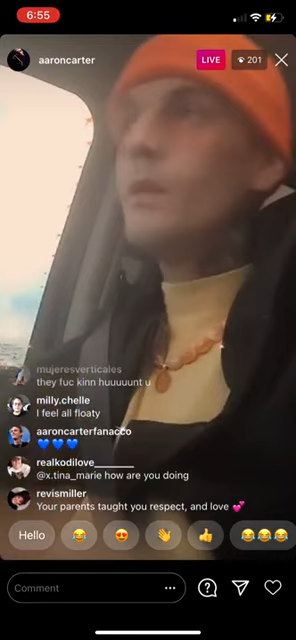 6:55
aaroncarter
LIVE
201
mujeresverticales
they fuc kinn huuuuunt u
milly.chelle
I feel all floaty
aaroncarterfanacco
💙💙💙
realkodilove______
@x.tina_marie how are you doing
revismiller
Your parents taught you respect, and love 💕
Hello 😂 😍 👋 👍 😂😂😂
Comment